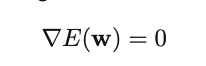 ∇E(w) = 0